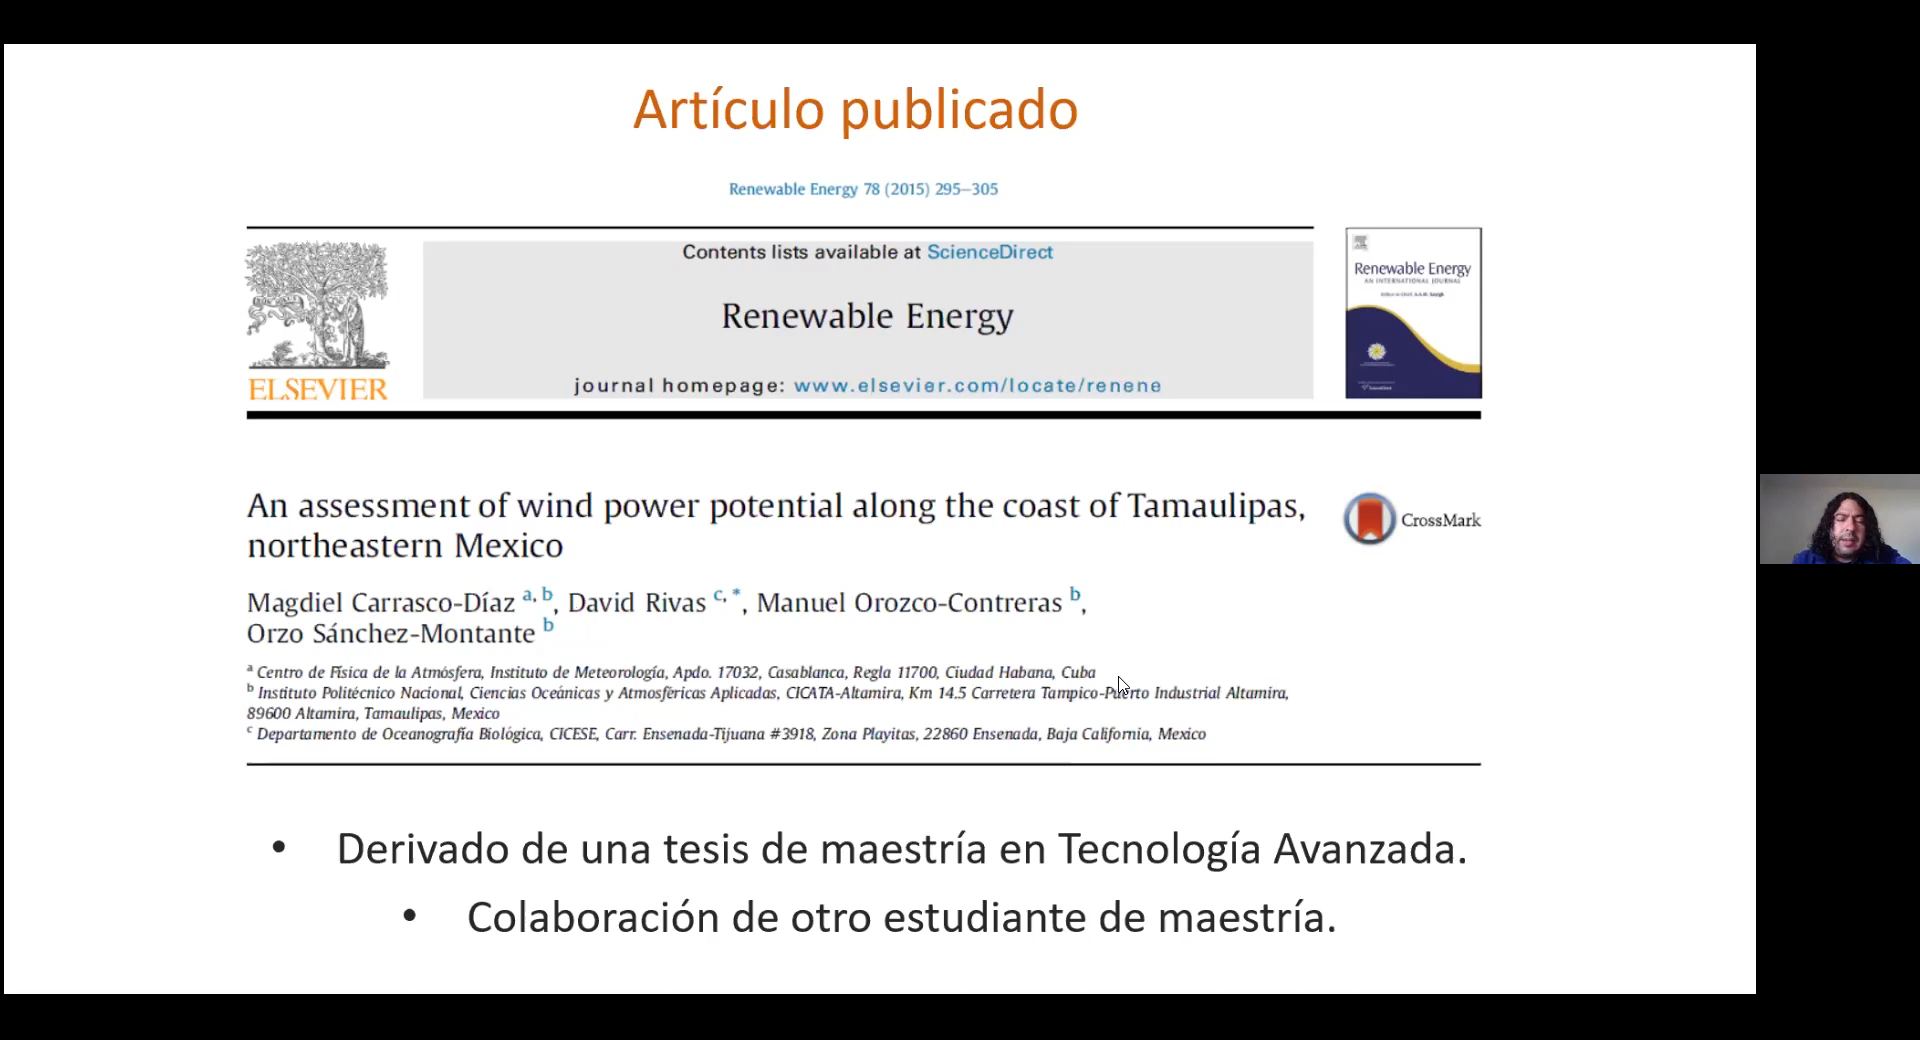 Artículo publicado
Renewable Energy 78 (2015) 295–305
Contents lists available at ScienceDirect
Renewable Energy
journal homepage: www.elsevier.com/locate/renene
ELSEVIER
Renewable Energy
AN INTERNATIONAL JOURNAL
An assessment of wind power potential along the coast of Tamaulipas,
northeastern Mexico
CrossMark
Magdiel Carrasco-Díaz a, b, David Rivas c, *, Manuel Orozco-Contreras b,
Orzo Sánchez-Montante b
a Centro de Física de la Atmósfera, Instituto de Meteorología, Apdo. 17032, Casablanca, Regla 11700, Ciudad Habana, Cuba
b Instituto Politécnico Nacional, Ciencias Oceánicas y Atmosféricas Aplicadas, CICATA-Altamira, Km 14.5 Carretera Tampico-Puerto Industrial Altamira,
89600 Altamira, Tamaulipas, Mexico
c Departamento de Oceanografía Biológica, CICESE, Carr. Ensenada-Tijuana #3918, Zona Playitas, 22860 Ensenada, Baja California, Mexico
• Derivado de una tesis de maestría en Tecnología Avanzada.
• Colaboración de otro estudiante de maestría.